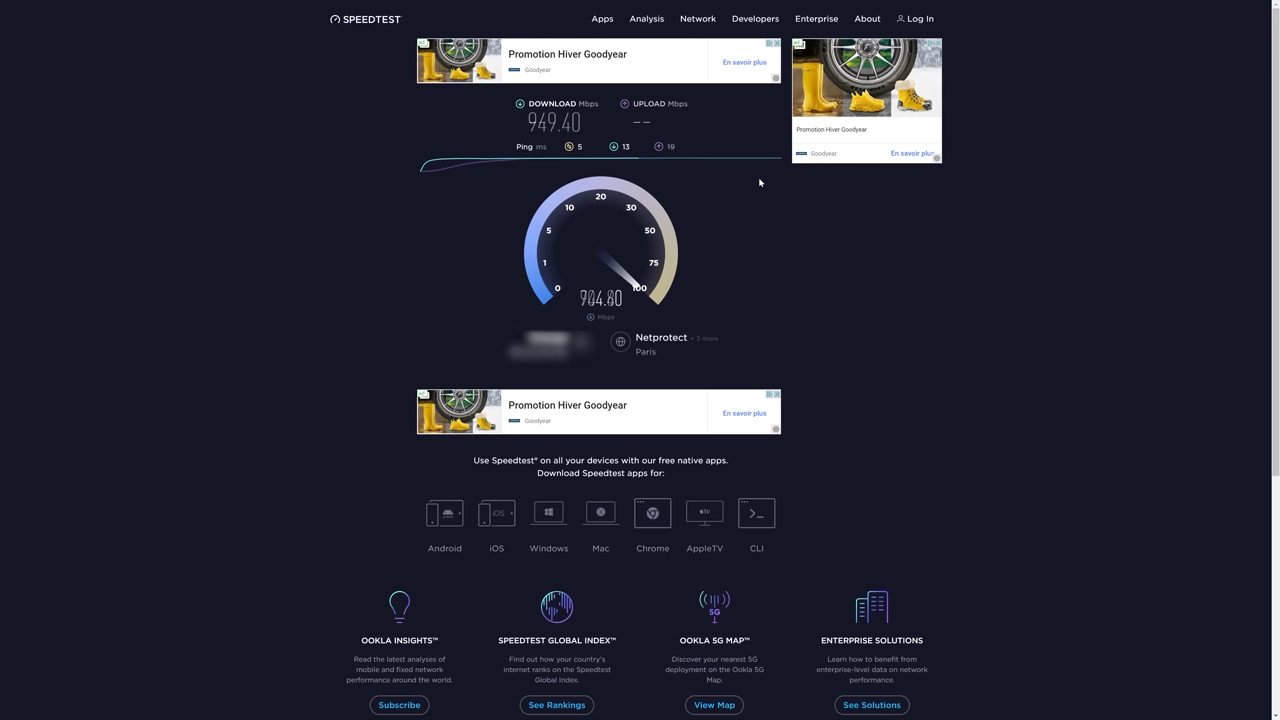 SPEEDTEST
Apps Analysis Network Developers Enterprise About Log In
Promotion Hiver Goodyear
Goodyear
En savoir plus
Promotion Hiver Goodyear
Goodyear
En savoir plus
DOWNLOAD Mbps UPLOAD Mbps
949.40 --
Ping ms 5 13 19
0 1 5 10 20 30 50 75 100
Mbps
Netprotect + 3 more
Paris
Promotion Hiver Goodyear
Goodyear
En savoir plus
Use Speedtest® on all your devices with our free native apps.
Download Speedtest apps for:
iOS tv
Android iOS Windows Mac Chrome AppleTV CLI
5G
OOKLA INSIGHTS™
Read the latest analyses of
mobile and fixed network
performance around the world.
Subscribe
SPEEDTEST GLOBAL INDEX™
Find out how your country's
internet ranks on the Speedtest
Global Index.
See Rankings
OOKLA 5G MAP™
Discover your nearest 5G
deployment on the Ookla 5G
Map.
View Map
ENTERPRISE SOLUTIONS
Learn how to benefit from
enterprise-level data on network
performance.
See Solutions